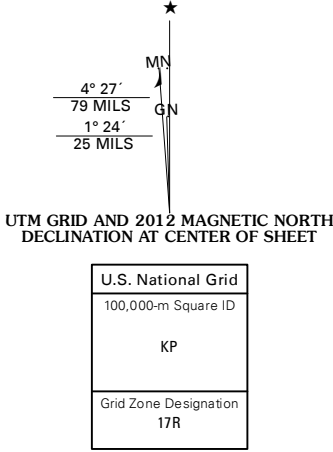 ★
MN
4° 27´
79 MILS
GN
1° 24´
25 MILS
UTM GRID AND 2012 MAGNETIC NORTH
DECLINATION AT CENTER OF SHEET
U.S. National Grid
100,000-m Square ID
KP
Grid Zone Designation
17R